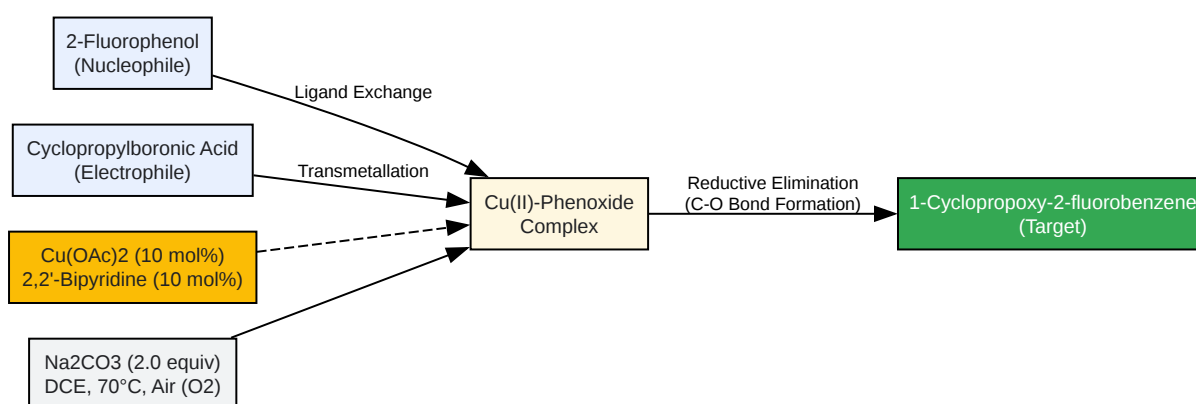 2-Fluorophenol
(Nucleophile)
Ligand Exchange
Cyclopropylboronic Acid
(Electrophile)
Transmetallation
Cu(OAc)2 (10 mol%)
2,2'-Bipyridine (10 mol%)
Na2CO3 (2.0 equiv)
DCE, 70°C, Air (O2)
Cu(II)-Phenoxide
Complex
Reductive Elimination
(C-O Bond Formation)
1-Cyclopropoxy-2-fluorobenzene
(Target)